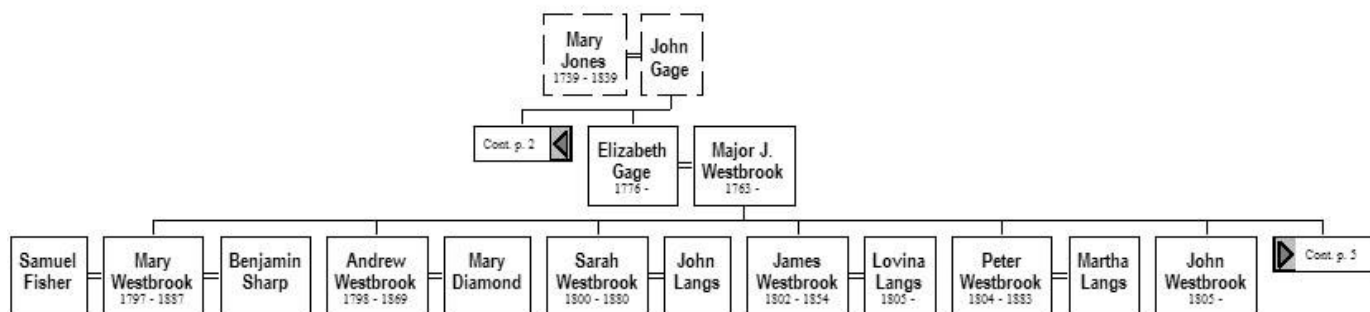 Mary
Jones
1739 - 1839
John
Gage
Cont. p. 2
Elizabeth
Gage
1776 -
Major J.
Westbrook
1763 -
Samuel
Fisher
Mary
Westbrook
1797 - 1887
Benjamin
Sharp
Andrew
Westbrook
1798 - 1869
Mary
Diamond
Sarah
Westbrook
1800 - 1880
John
Langs
James
Westbrook
1802 - 1854
Lovina
Langs
1805 -
Peter
Westbrook
1804 - 1883
Martha
Langs
John
Westbrook
1805 -
Cont. p. 5